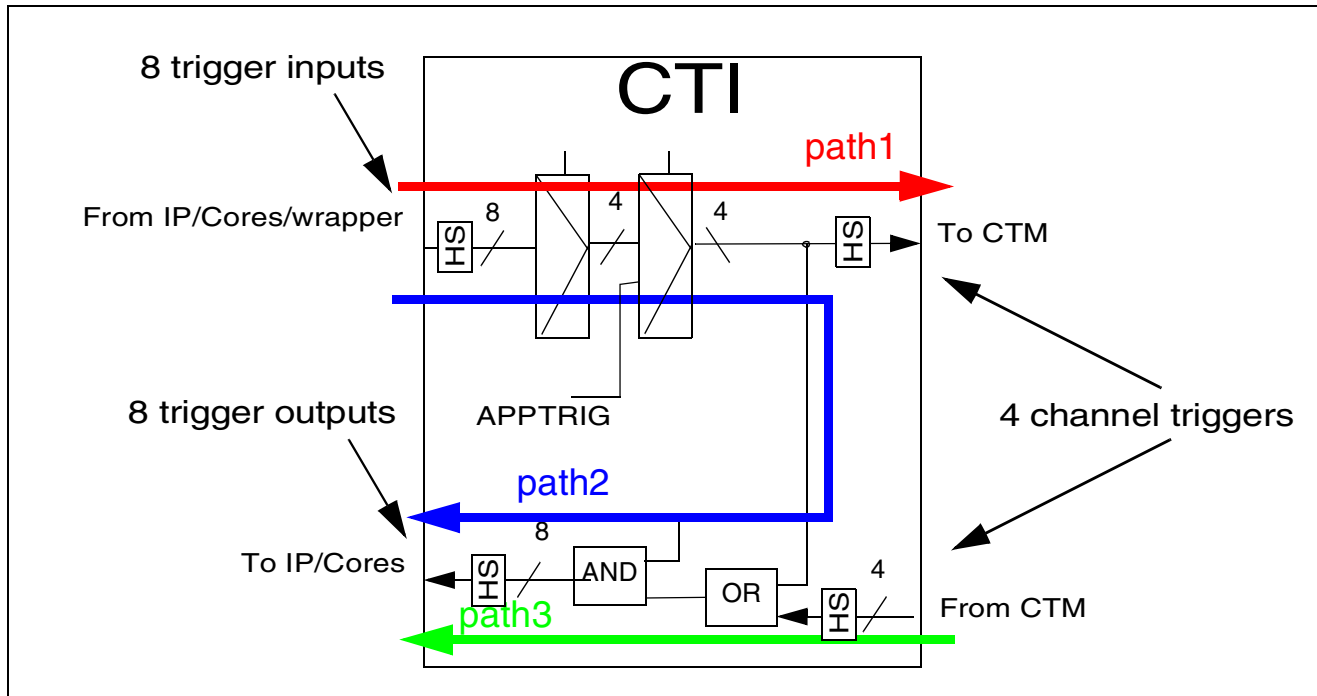 CTI
8 trigger inputs
path1
From IP/Cores/wrapper
HS
8
4
4
HS
To CTM
APPTRIG
8 trigger outputs
4 channel triggers
path2
To IP/Cores
HS
8
AND
OR
HS
4
From CTM
path3